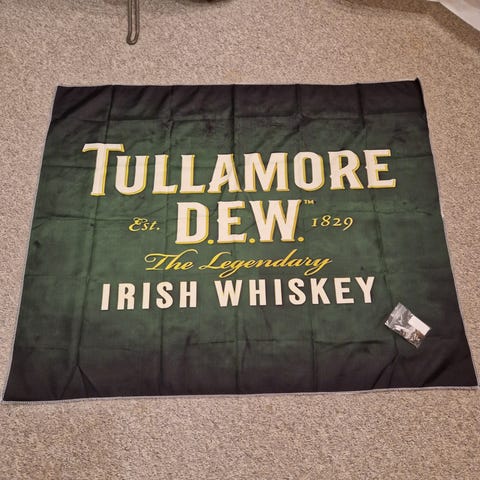 TULLAMORE
Est. D.E.W.™ 1829
The Legendary
IRISH WHISKEY